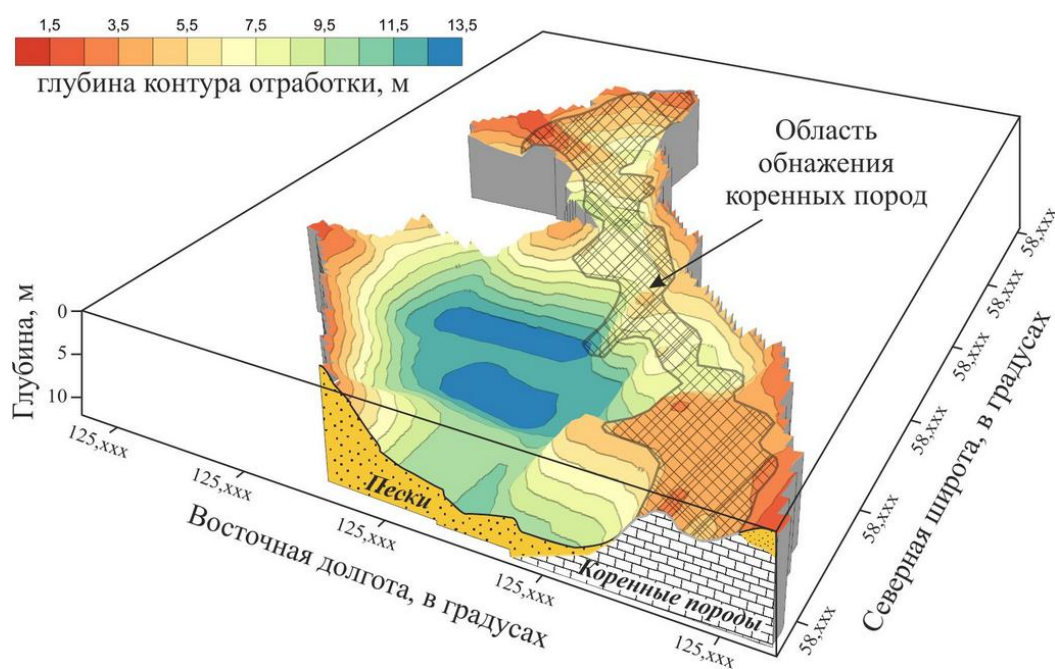 1,5 3,5 5,5 7,5 9,5 11,5 13,5
глубина контура отработки, м
Область
обнажения
коренных пород
Глубина, м
0
5
10
125,xxx
125,xxx
125,xxx
125,xxx
125,xxx
Восточная долгота, в градусах
58,xxx
58,xxx
58,xxx
58,xxx
58,xxx
58,xxx
Северная широта, в градусах
Пески
Коренные породы